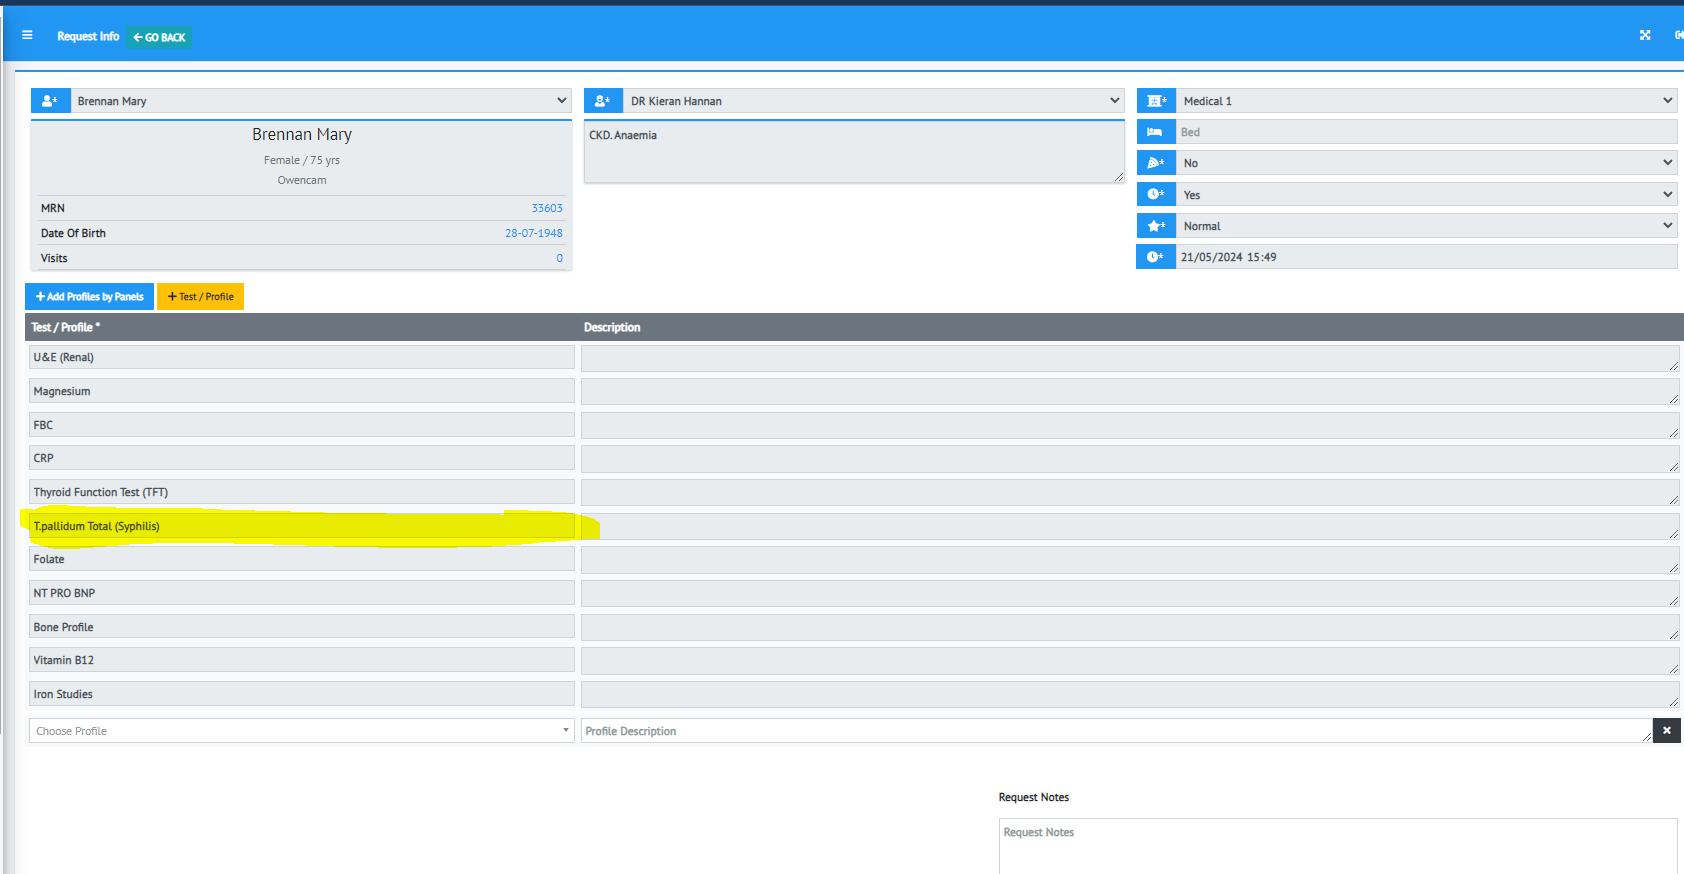 Request Info
GO BACK
Brennan Mary
Brennan Mary
Female / 75 yrs
Owencam
MRN 33603
Date Of Birth 28-07-1948
Visits 0
DR Kieran Hannan
CKD. Anaemia
Medical 1
Bed
No
Yes
Normal
21/05/2024 15:49
+ Add Profiles by Panels
+ Test / Profile
Test / Profile * Description
U&E (Renal)
Magnesium
FBC
CRP
Thyroid Function Test (TFT)
T.pallidum Total (Syphilis)
Folate
NT PRO BNP
Bone Profile
Vitamin B12
Iron Studies
Choose Profile Profile Description
Request Notes
Request Notes